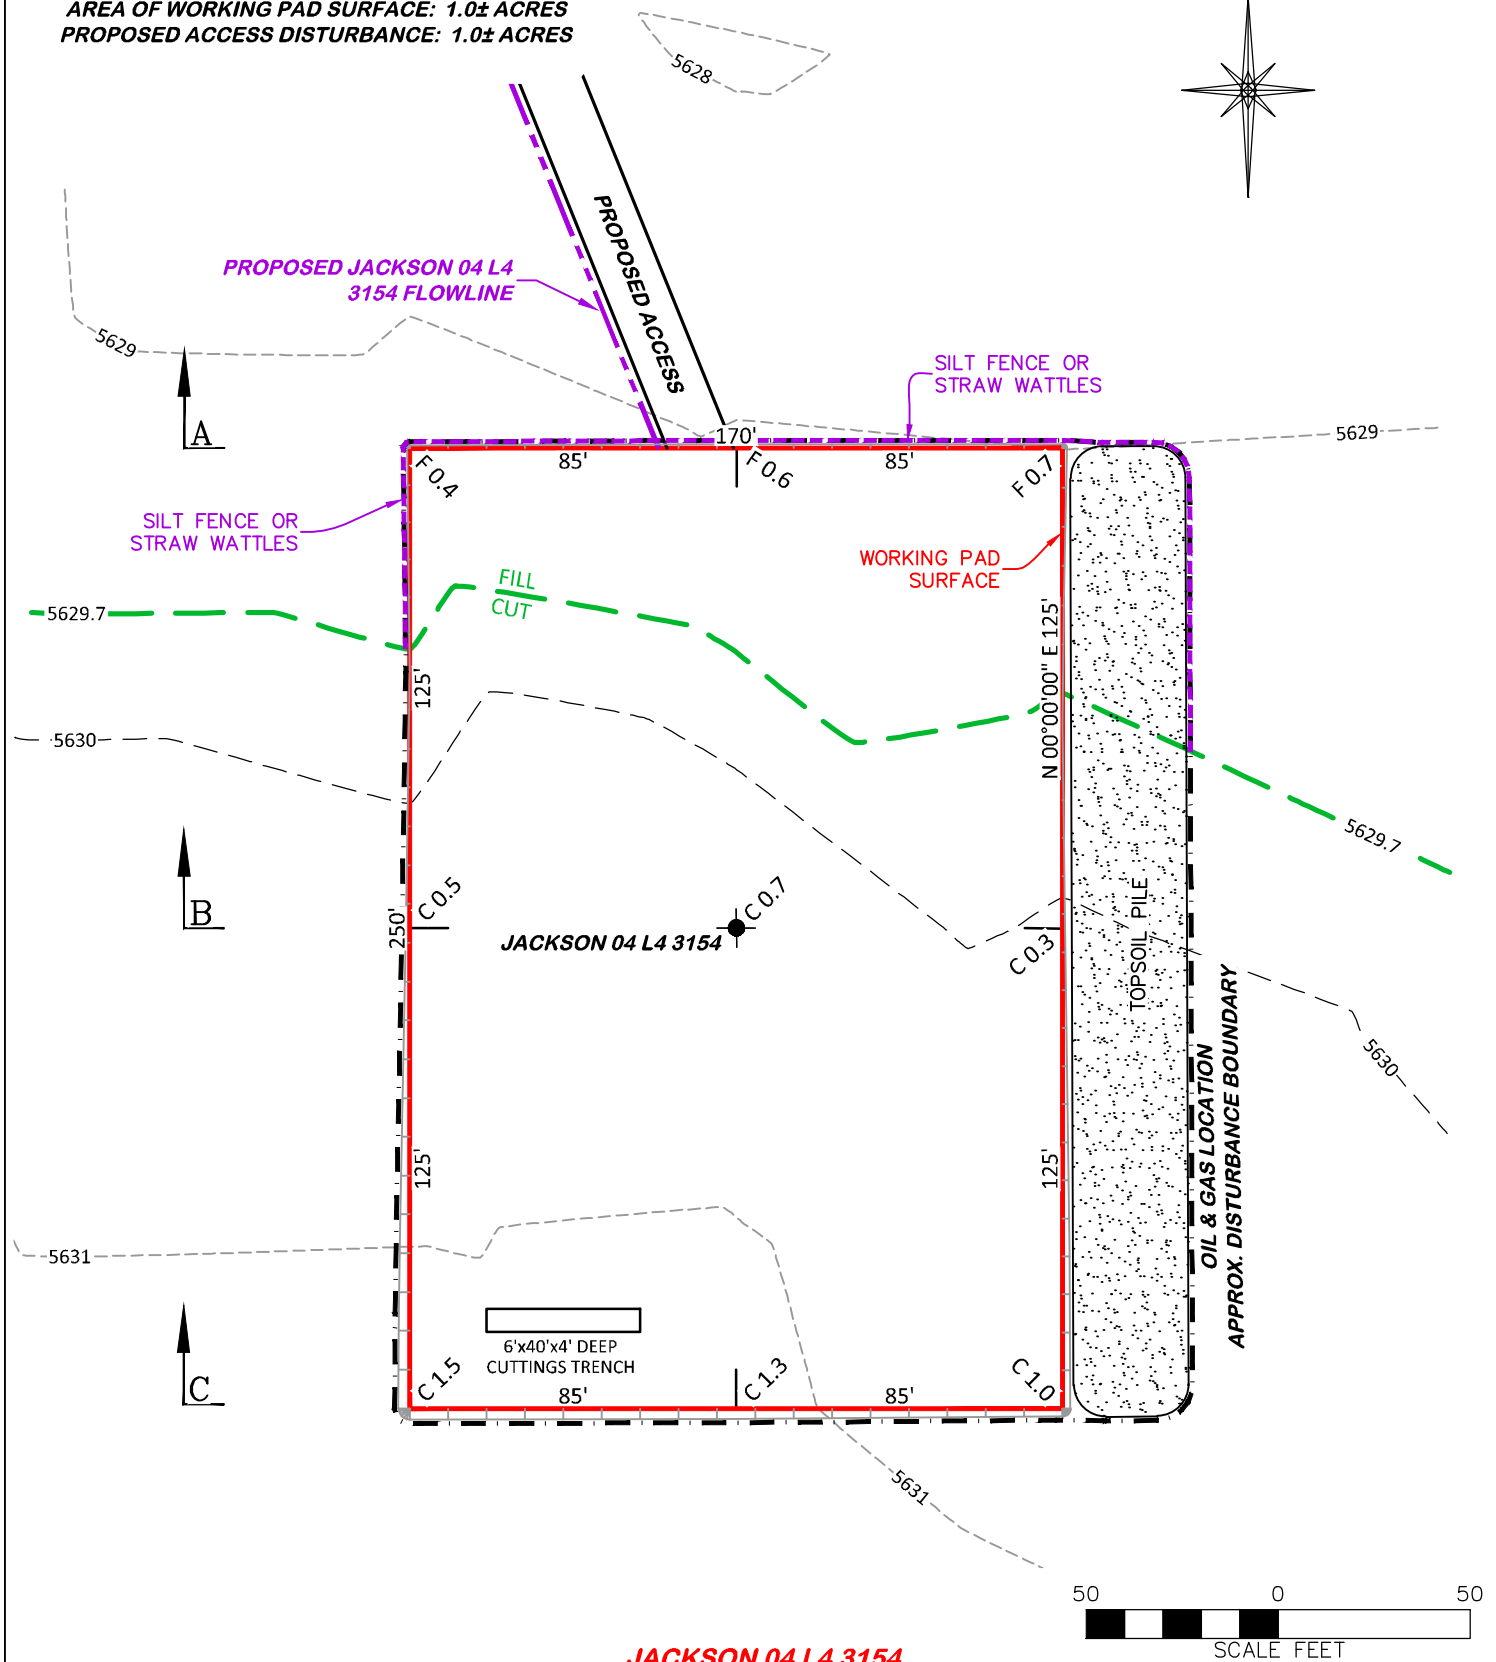 AREA OF WORKING PAD SURFACE: 1.0± ACRES
PROPOSED ACCESS DISTURBANCE: 1.0± ACRES
5628
PROPOSED ACCESS
PROPOSED JACKSON 04 L4
3154 FLOWLINE
5629
SILT FENCE OR
STRAW WATTLES
A
170'
5629
85'
85'
F 0.4
F 0.6
F 0.7
SILT FENCE OR
STRAW WATTLES
WORKING PAD
SURFACE
FILL
CUT
5629.7
125'
N 00°00'00" E 125'
5630
5629.7
B
250'
C 0.5
C 0.7
JACKSON 04 L4 3154
C 0.3
TOPSOIL PILE
OIL & GAS LOCATION
APPROX. DISTURBANCE BOUNDARY
5630
125'
125'
5631
6'x40'x4' DEEP
CUTTINGS TRENCH
C
C 1.5
85'
C 1.3
85'
C 1.0
5631
50 0 50
SCALE FEET
JACKSON 04 L4 3154